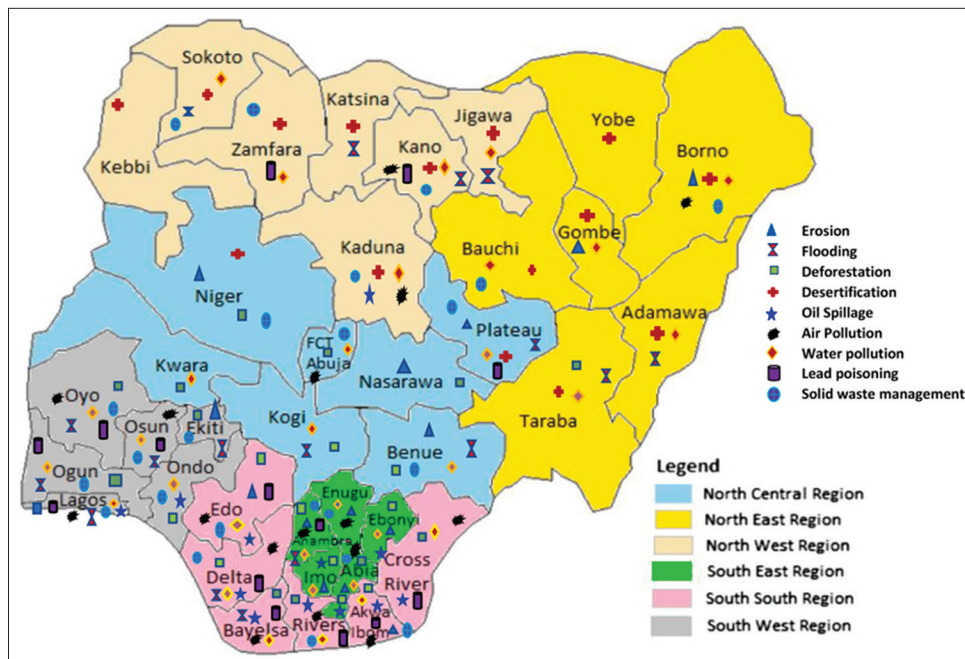 Sokoto
Katsina
Jigawa
Yobe
Kano
Zamfara
Borno
Kebbi
Kaduna
Gombe
Bauchi
Niger
Adamawa
Plateau
FCT
Abuja
Nasarawa
Kwara
Taraba
Oyo
Kogi
Osun
Ekiti
Benue
Ogun
Ondo
Lagos
Enugu
Edo
Ebonyi
Anambra
Cross
Delta
Imo
Abia
River
Akwa
Bayelsa
Rivers
Ibom
Erosion
Flooding
Deforestation
Desertification
Oil Spillage
Air Pollution
Water pollution
Lead poisoning
Solid waste management
Legend
North Central Region
North East Region
North West Region
South East Region
South South Region
South West Region